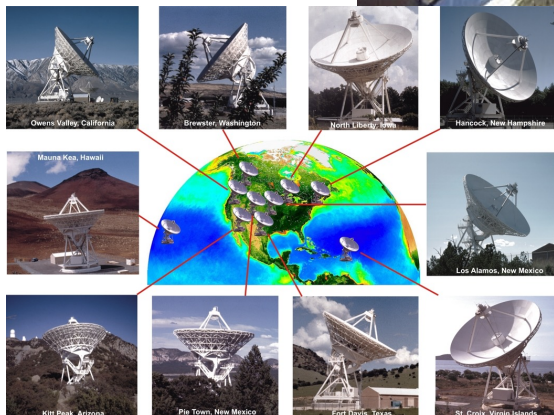 Owens Valley, California
Brewster, Washington
North Liberty, Iowa
Hancock, New Hampshire
Mauna Kea, Hawaii
Los Alamos, New Mexico
Kitt Peak, Arizona
Pie Town, New Mexico
Fort Davis, Texas
St. Croix, Virgin Islands